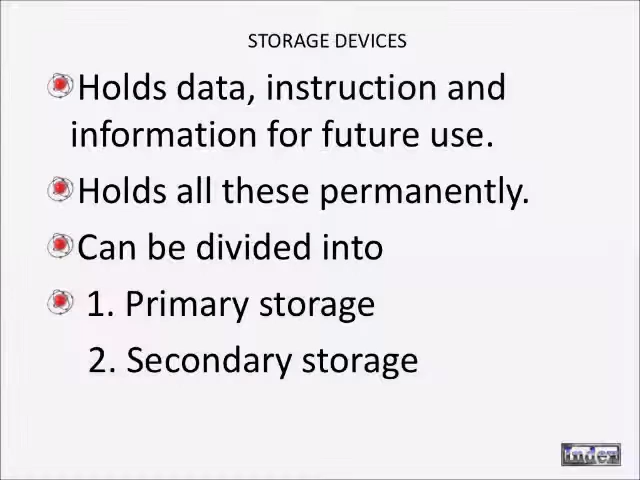 STORAGE DEVICES
Holds data, instruction and
information for future use.
Holds all these permanently.
Can be divided into
1. Primary storage
2. Secondary storage
Index